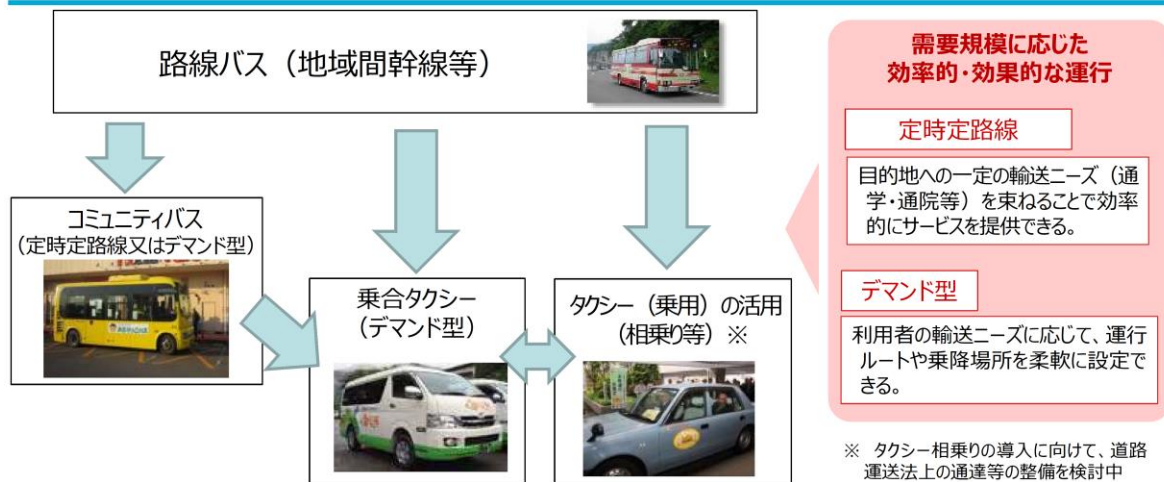 路線バス（地域間幹線等）
コミュニティバス
（定時定路線又はデマンド型）
乗合タクシー
（デマンド型）
タクシー（乗用）の活用
（相乗り等）※
需要規模に応じた
効率的・効果的な運行
定時定路線
目的地への一定の輸送ニーズ（通
学・通院等）を束ねることで効率
的にサービスを提供できる。
デマンド型
利用者の輸送ニーズに応じて、運行
ルートや乗降場所を柔軟に設定で
きる。
※　タクシー相乗りの導入に向けて、道路
運送法上の通達等の整備を検討中